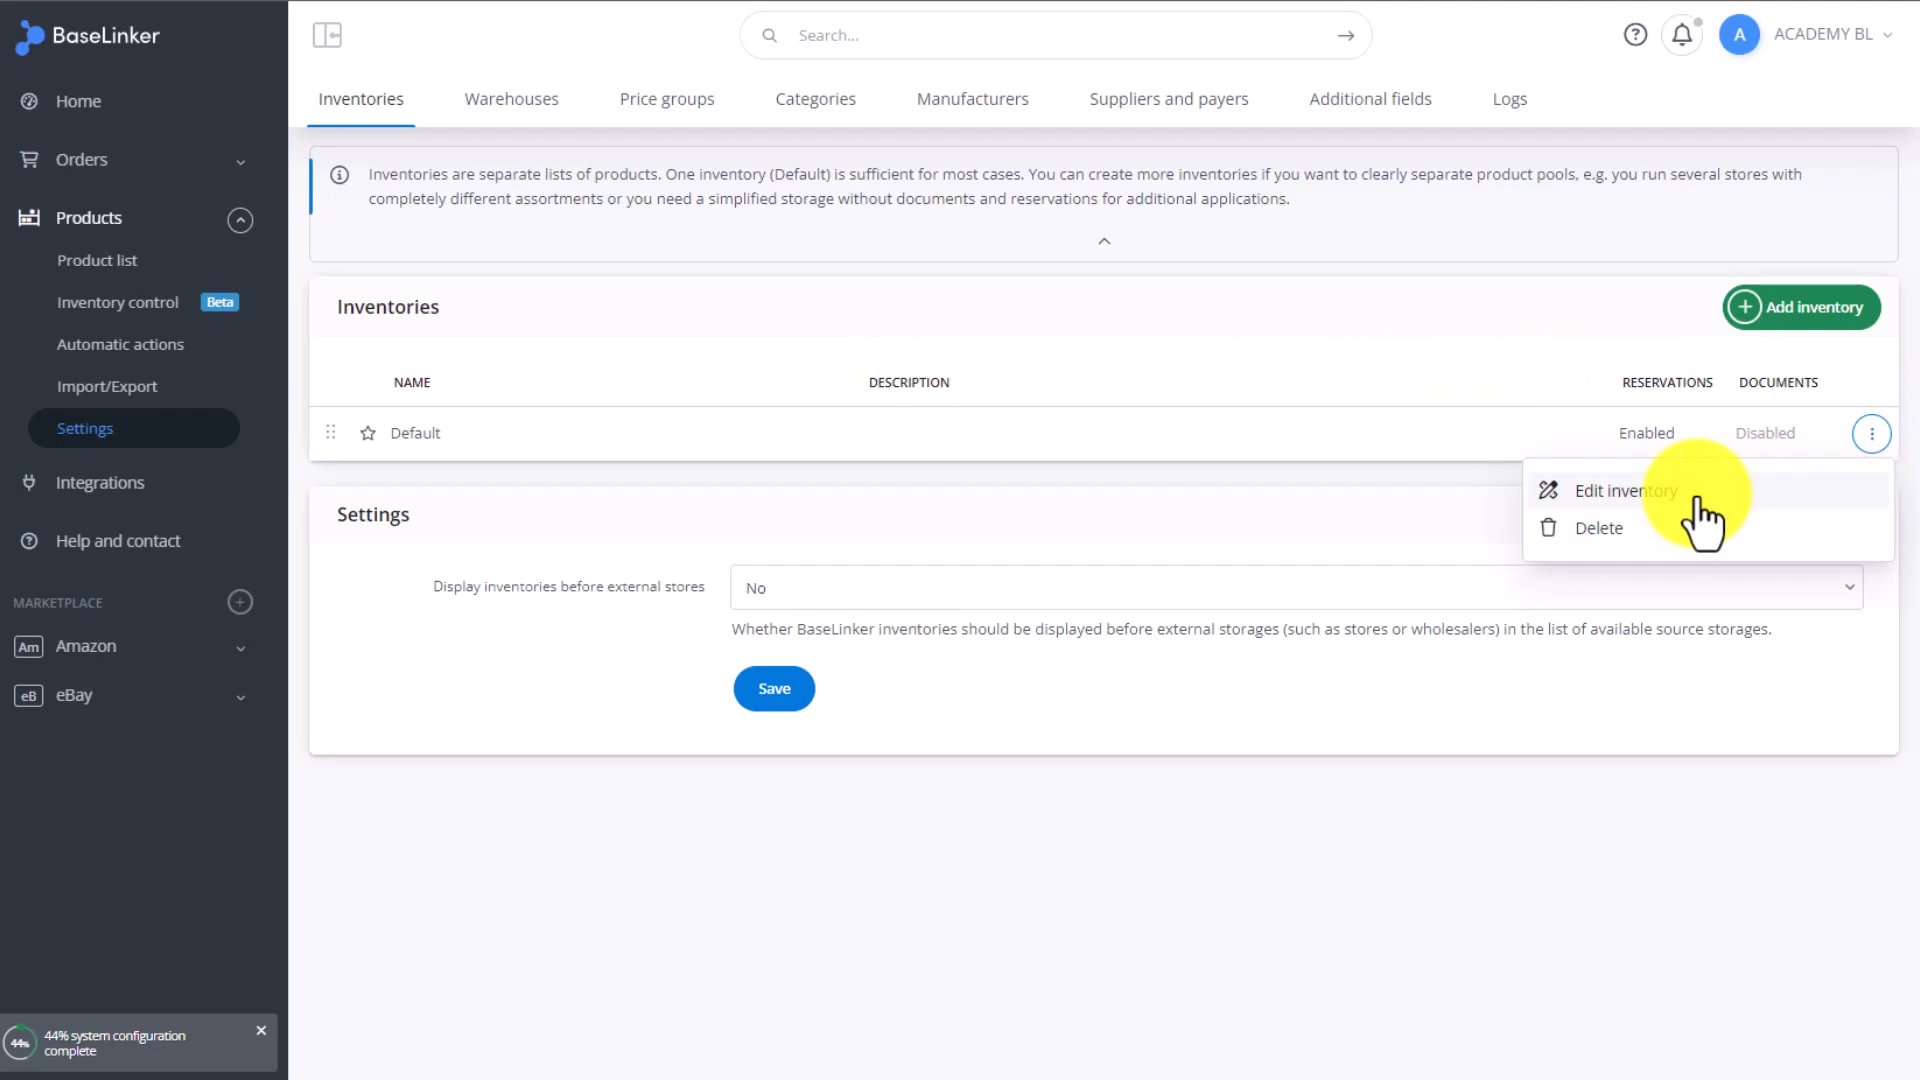 BaseLinker
Search...
A
ACADEMY BL
Home
Orders
Products
Product list
Inventory control Beta
Automatic actions
Import/Export
Settings
Integrations
Help and contact
MARKETPLACE
Am Amazon
eB eBay
44%
44% system configuration
complete
Inventories Warehouses Price groups Categories Manufacturers Suppliers and payers Additional fields Logs
Inventories are separate lists of products. One inventory (Default) is sufficient for most cases. You can create more inventories if you want to clearly separate product pools, e.g. you run several stores with
completely different assortments or you need a simplified storage without documents and reservations for additional applications.
Inventories
Add inventory
NAME DESCRIPTION RESERVATIONS DOCUMENTS
Default Enabled Disabled
Edit inventory
Delete
Settings
Display inventories before external stores No
Whether BaseLinker inventories should be displayed before external storages (such as stores or wholesalers) in the list of available source storages.
Save